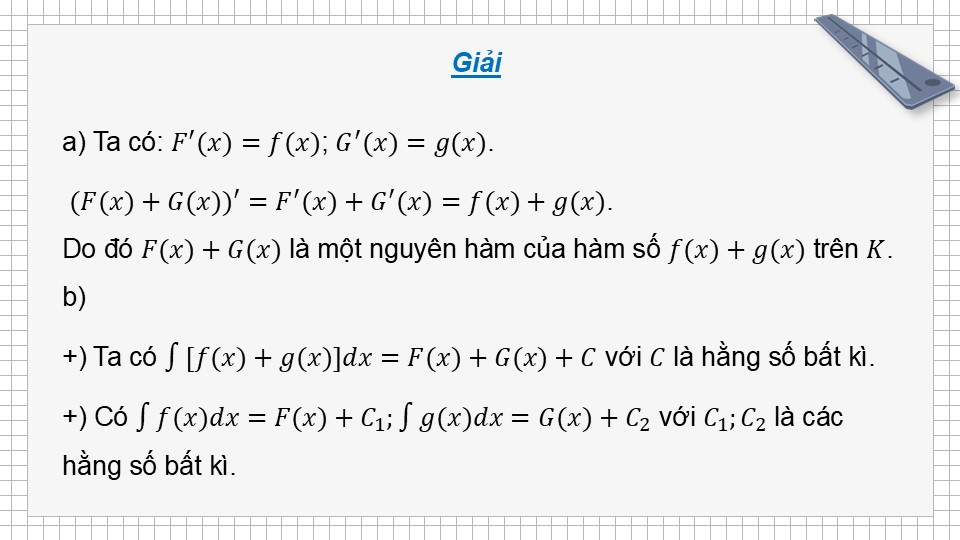 Giải
a) Ta có: 𝐹′(𝑥) = 𝑓(𝑥); 𝐺′(𝑥) = 𝑔(𝑥).
(𝐹(𝑥) + 𝐺(𝑥))′ = 𝐹′(𝑥) + 𝐺′(𝑥) = 𝑓(𝑥) + 𝑔(𝑥).
Do đó 𝐹(𝑥) + 𝐺(𝑥) là một nguyên hàm của hàm số 𝑓(𝑥) + 𝑔(𝑥) trên 𝐾.
b)
+) Ta có ∫ [𝑓(𝑥) + 𝑔(𝑥)]𝑑𝑥 = 𝐹(𝑥) + 𝐺(𝑥) + 𝐶 với 𝐶 là hằng số bất kì.
+) Có ∫ 𝑓(𝑥)𝑑𝑥 = 𝐹(𝑥) + 𝐶₁; ∫ 𝑔(𝑥)𝑑𝑥 = 𝐺(𝑥) + 𝐶₂ với 𝐶₁; 𝐶₂ là các
hằng số bất kì.